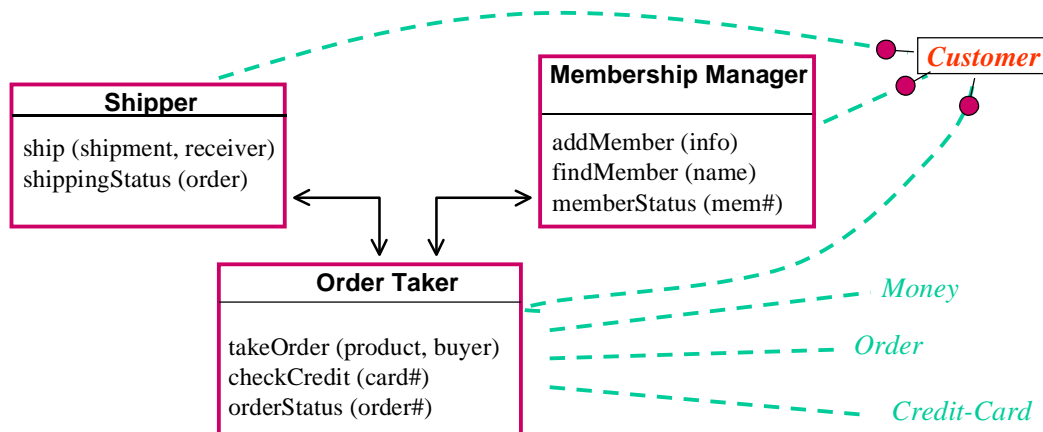 Customer
Membership Manager
addMember (info)
findMember (name)
memberStatus (mem#)
Shipper
ship (shipment, receiver)
shippingStatus (order)
Order Taker
takeOrder (product, buyer)
checkCredit (card#)
orderStatus (order#)
Money
Order
Credit-Card